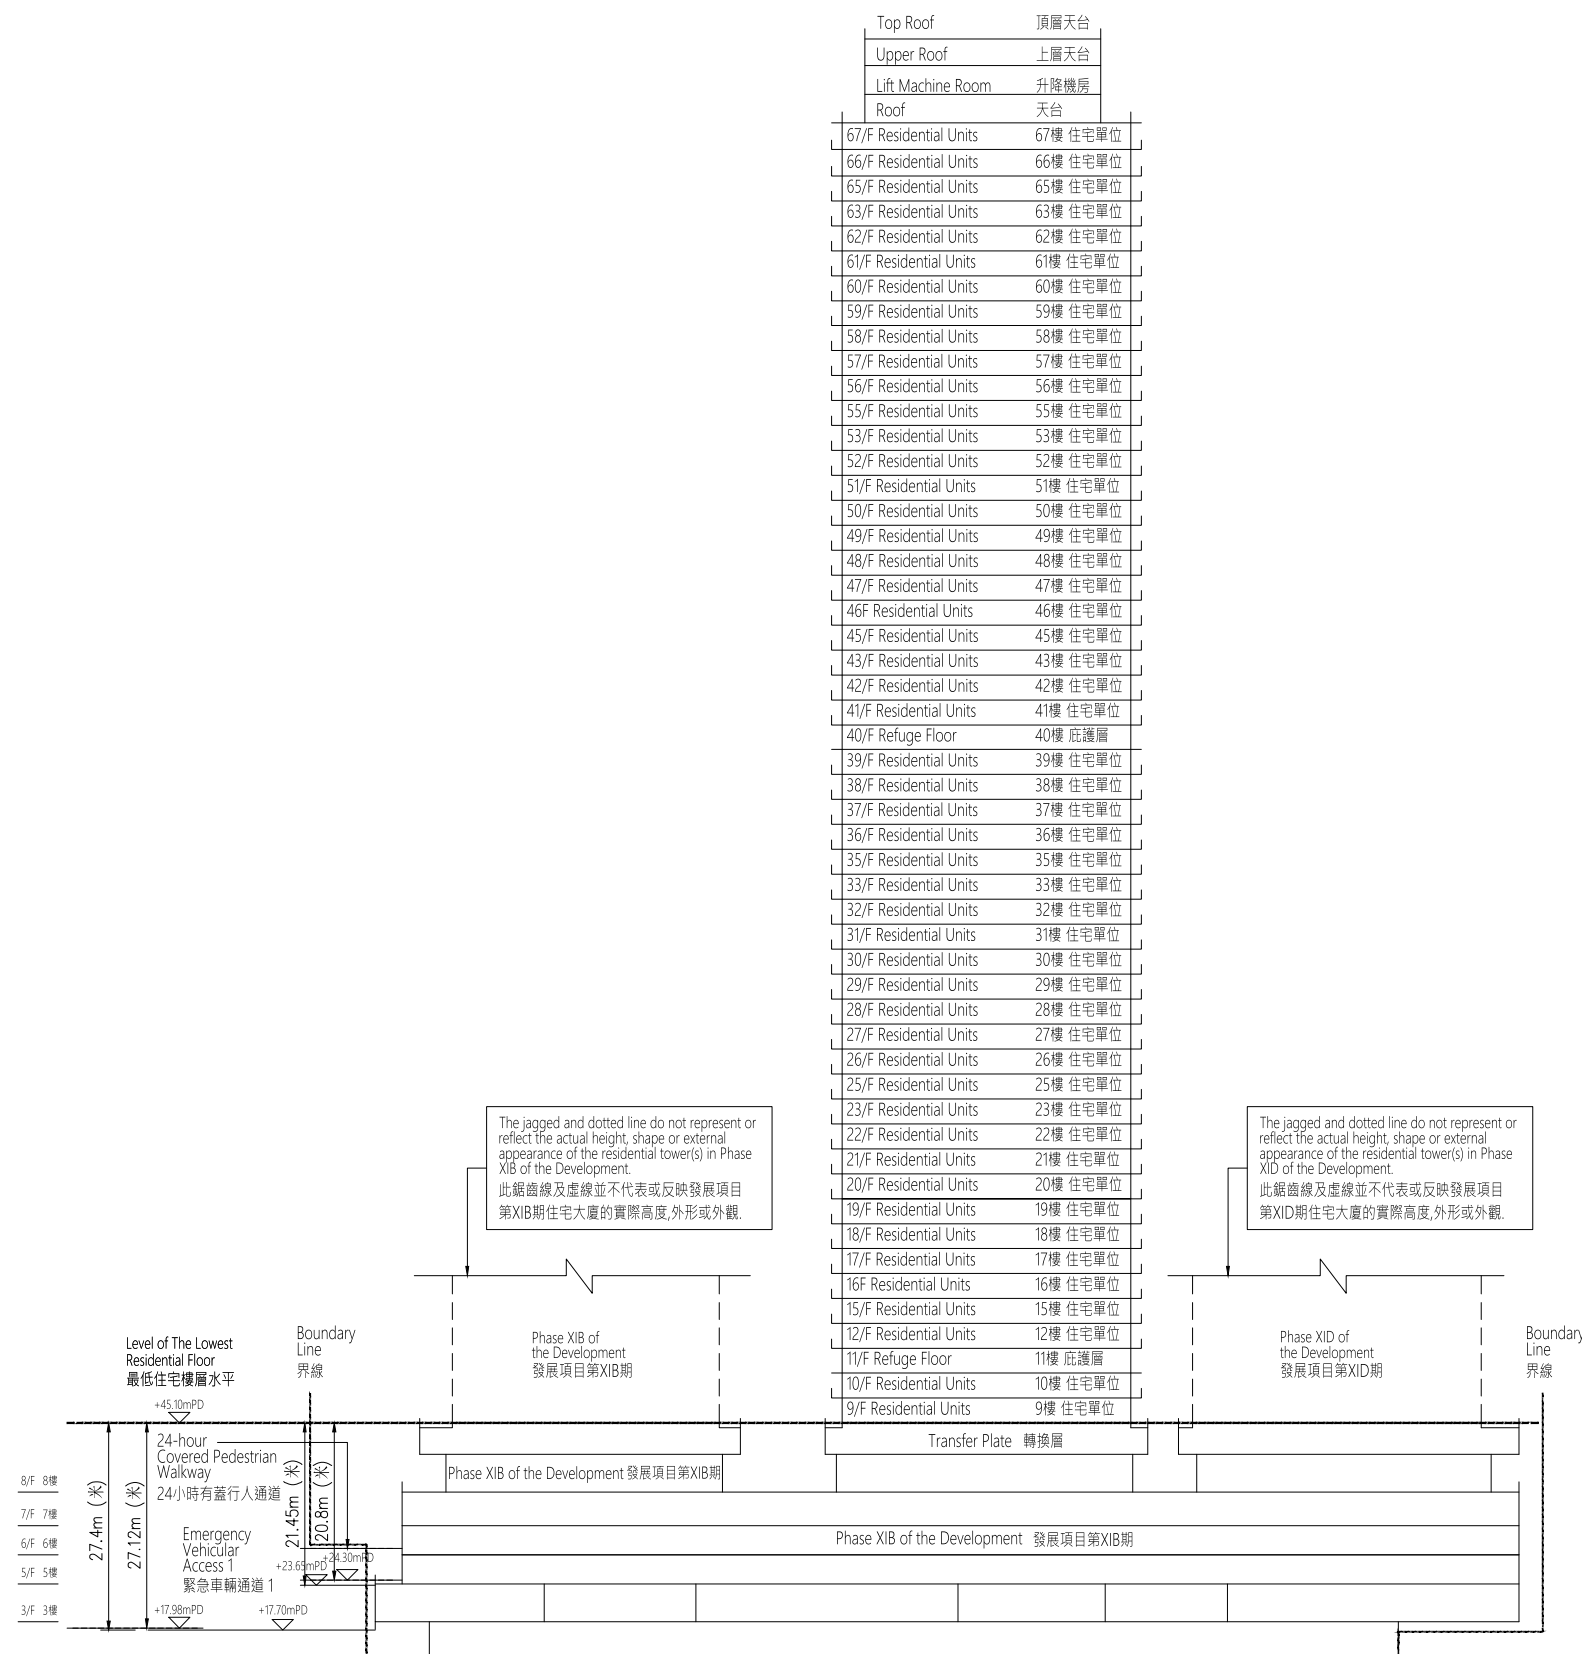 Top Roof 頂層天台
Upper Roof 上層天台
Lift Machine Room 升降機房
Roof 天台
67/F Residential Units 67樓 住宅單位
66/F Residential Units 66樓 住宅單位
65/F Residential Units 65樓 住宅單位
63/F Residential Units 63樓 住宅單位
62/F Residential Units 62樓 住宅單位
61/F Residential Units 61樓 住宅單位
60/F Residential Units 60樓 住宅單位
59/F Residential Units 59樓 住宅單位
58/F Residential Units 58樓 住宅單位
57/F Residential Units 57樓 住宅單位
56/F Residential Units 56樓 住宅單位
55/F Residential Units 55樓 住宅單位
53/F Residential Units 53樓 住宅單位
52/F Residential Units 52樓 住宅單位
51/F Residential Units 51樓 住宅單位
50/F Residential Units 50樓 住宅單位
49/F Residential Units 49樓 住宅單位
48/F Residential Units 48樓 住宅單位
47/F Residential Units 47樓 住宅單位
46F Residential Units 46樓 住宅單位
45/F Residential Units 45樓 住宅單位
43/F Residential Units 43樓 住宅單位
42/F Residential Units 42樓 住宅單位
41/F Residential Units 41樓 住宅單位
40/F Refuge Floor 40樓 庇護層
39/F Residential Units 39樓 住宅單位
38/F Residential Units 38樓 住宅單位
37/F Residential Units 37樓 住宅單位
36/F Residential Units 36樓 住宅單位
35/F Residential Units 35樓 住宅單位
33/F Residential Units 33樓 住宅單位
32/F Residential Units 32樓 住宅單位
31/F Residential Units 31樓 住宅單位
30/F Residential Units 30樓 住宅單位
29/F Residential Units 29樓 住宅單位
28/F Residential Units 28樓 住宅單位
27/F Residential Units 27樓 住宅單位
26/F Residential Units 26樓 住宅單位
25/F Residential Units 25樓 住宅單位
23/F Residential Units 23樓 住宅單位
22/F Residential Units 22樓 住宅單位
21/F Residential Units 21樓 住宅單位
20/F Residential Units 20樓 住宅單位
19/F Residential Units 19樓 住宅單位
18/F Residential Units 18樓 住宅單位
17/F Residential Units 17樓 住宅單位
16F Residential Units 16樓 住宅單位
15/F Residential Units 15樓 住宅單位
12/F Residential Units 12樓 住宅單位
11/F Refuge Floor 11樓 庇護層
10/F Residential Units 10樓 住宅單位
9/F Residential Units 9樓 住宅單位
The jagged and dotted line do not represent or
reflect the actual height, shape or external
appearance of the residential tower(s) in Phase
XIB of the Development.
此鋸齒線及虛線並不代表或反映發展項目
第XIB期住宅大廈的實際高度,外形或外觀.
The jagged and dotted line do not represent or
reflect the actual height, shape or external
appearance of the residential tower(s) in Phase
XID of the Development.
此鋸齒線及虛線並不代表或反映發展項目
第XID期住宅大廈的實際高度,外形或外觀.
Level of The Lowest
Residential Floor
最低住宅樓層水平
+45.10mPD
Boundary
Line
界線
Phase XIB of
the Development
發展項目第XIB期
Phase XID of
the Development
發展項目第XID期
Boundary
Line
界線
24-hour
Covered Pedestrian
Walkway
24小時有蓋行人通道
Transfer Plate 轉換層
Phase XIB of the Development 發展項目第XIB期
Phase XIB of the Development 發展項目第XIB期
8/F 8樓
7/F 7樓
6/F 6樓
5/F 5樓
3/F 3樓
27.4m (米)
27.12m (米)
21.45m (米)
20.8m (米)
Emergency
Vehicular
Access 1
緊急車輛通道 1
+24.30mPD
+23.65mPD
+17.98mPD
+17.70mPD